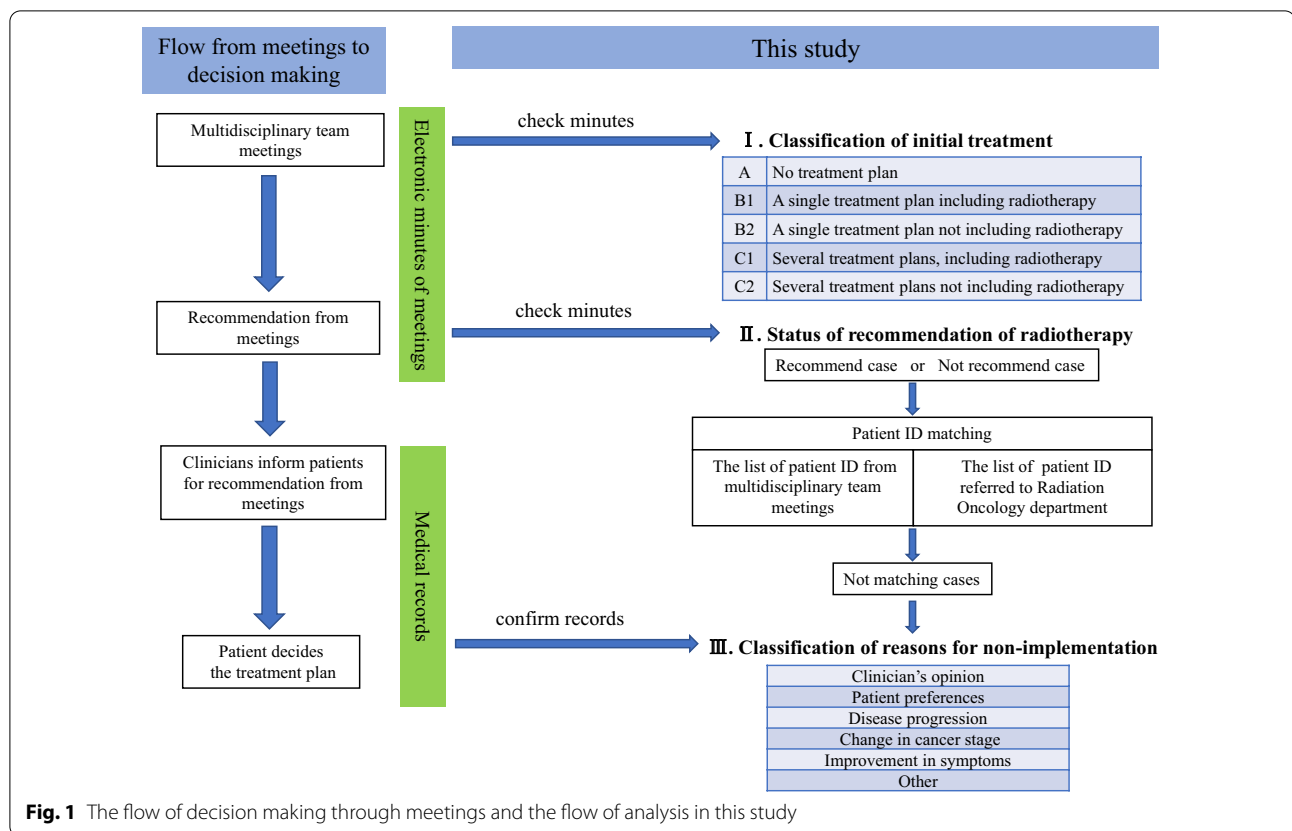 Flow from meetings to
decision making
This study
Multidisciplinary team
meetings
Recommendation from
meetings
Clinicians inform patients
for recommendation from
meetings
Patient decides
the treatment plan
Electronic minutes of meetings
Medical records
check minutes
Ⅰ. Classification of initial treatment
A No treatment plan
B1 A single treatment plan including radiotherapy
B2 A single treatment plan not including radiotherapy
C1 Several treatment plans, including radiotherapy
C2 Several treatment plans not including radiotherapy
check minutes
Ⅱ. Status of recommendation of radiotherapy
Recommend case or Not recommend case
Patient ID matching
The list of patient ID from
multidisciplinary team
meetings
The list of patient ID
referred to Radiation
Oncology department
Not matching cases
confirm records
Ⅲ. Classification of reasons for non-implementation
Clinician’s opinion
Patient preferences
Disease progression
Change in cancer stage
Improvement in symptoms
Other
Fig. 1 The flow of decision making through meetings and the flow of analysis in this study